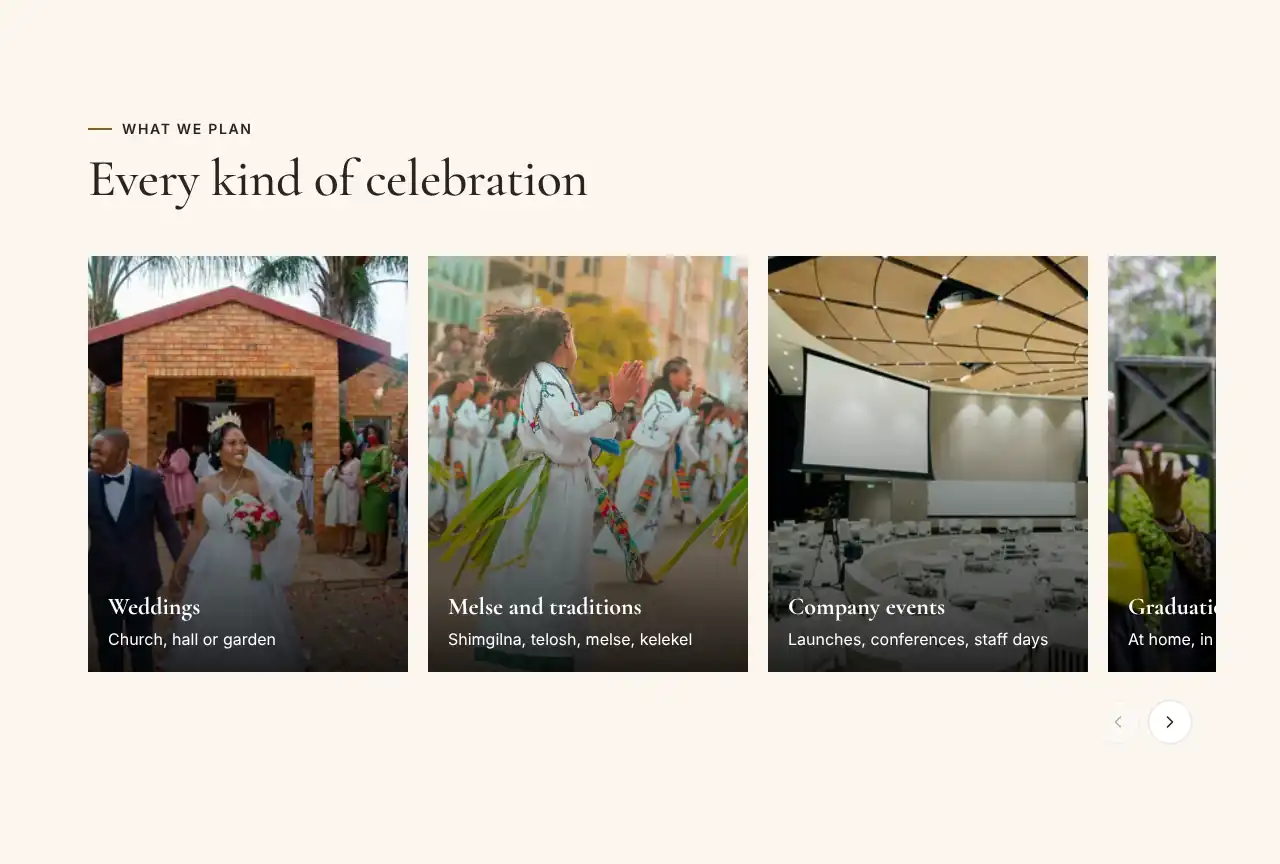 WHAT WE PLAN
Every kind of celebration
Weddings
Church, hall or garden
Melse and traditions
Shimgilna, telosh, melse, kelekel
Company events
Launches, conferences, staff days
At home, in